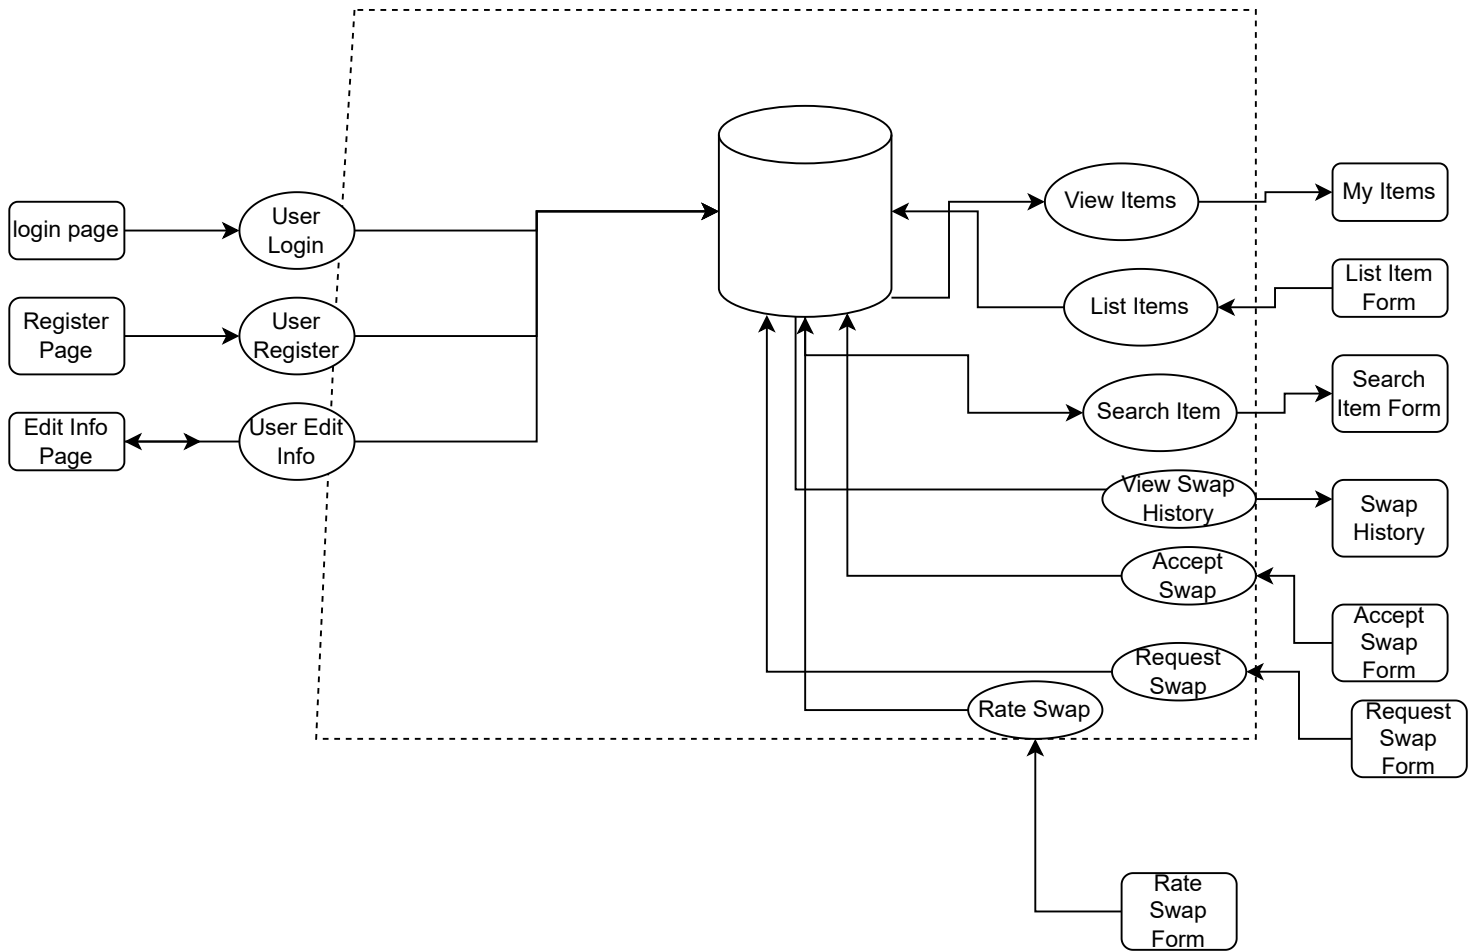 login page
User
Login
Register
Page
User
Register
Edit Info
Page
User Edit
Info
View Items
My Items
List Items
List Item
Form
Search Item
Search
Item Form
View Swap
History
Swap
History
Accept
Swap
Accept
Swap
Form
Request
Swap
Request
Swap
Form
Rate Swap
Rate
Swap
Form